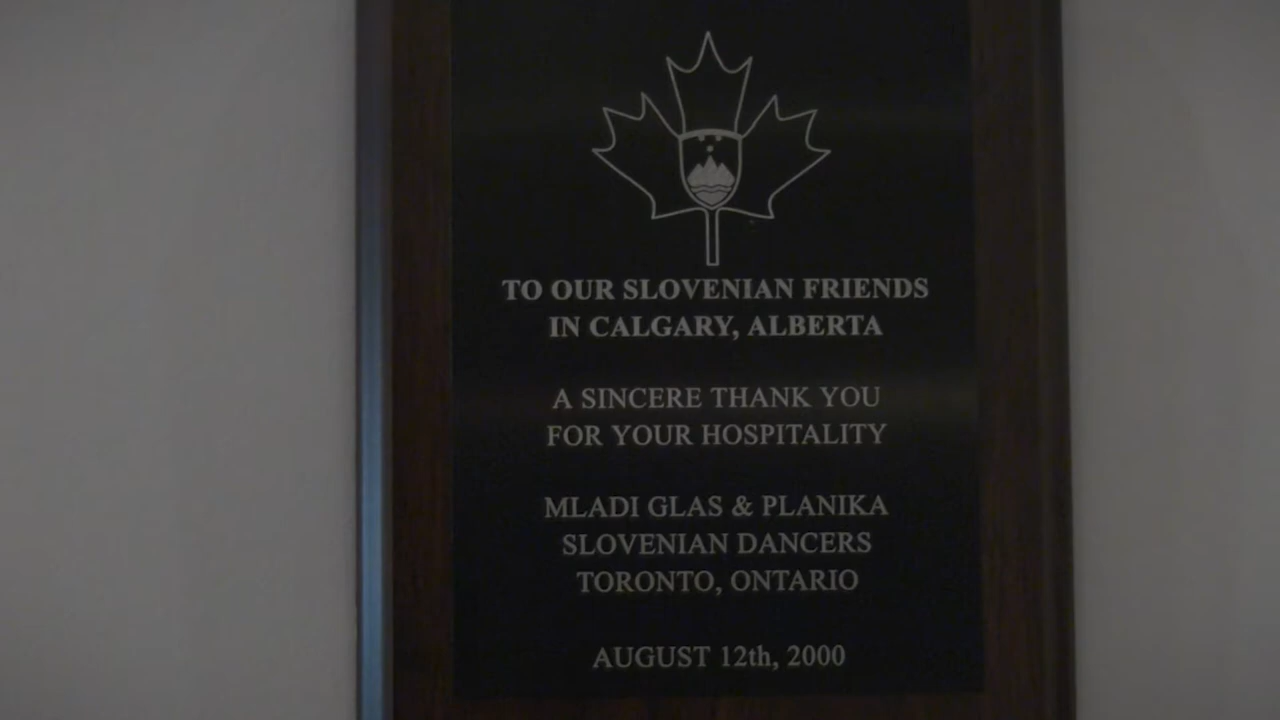 TO OUR SLOVENIAN FRIENDS
IN CALGARY, ALBERTA
A SINCERE THANK YOU
FOR YOUR HOSPITALITY
MLADI GLAS & PLANIKA
SLOVENIAN DANCERS
TORONTO, ONTARIO
AUGUST 12th, 2000